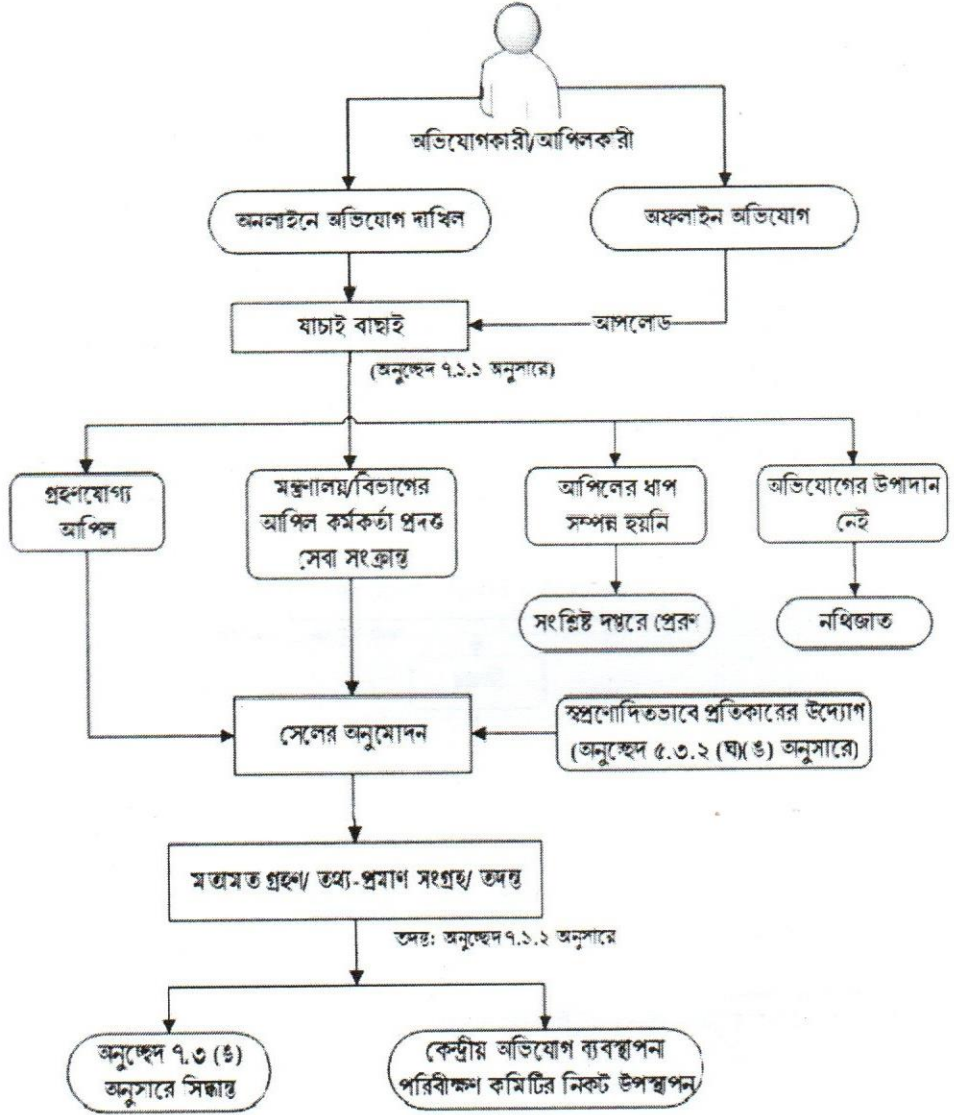 অভিযোগকারী/আপিলকারী
অনলাইনে অভিযোগ দাখিল
অফলাইন অভিযোগ
যাচাই বাছাই
আপলোড
(অনুচ্ছেদ ৭.১.১ অনুসারে)
গ্রহণযোগ্য
আপিল
মন্ত্রণালয়/বিভাগের
আপিল কর্মকর্তা প্রদত্ত
সেবা সংক্রান্ত
আপিলের ধাপ
সম্পন্ন হয়নি
অভিযোগের উপাদান
নেই
সংশ্লিষ্ট দপ্তরে প্রেরণ
নথিজাত
সেলের অনুমোদন
স্বপ্রণোদিতভাবে প্রতিকারের উদ্যোগ
(অনুচ্ছেদ ৫.৩.২ (ঘ)(ঙ) অনুসারে)
মতামত গ্রহণ/ তথ্য-প্রমাণ সংগ্রহ/ তদন্ত
তদন্ত: অনুচ্ছেদ ৭.১.২ অনুসারে
অনুচ্ছেদ ৭.৩ (ঙ)
অনুসারে সিদ্ধান্ত
কেন্দ্রীয় অভিযোগ ব্যবস্থাপনা
পরিবীক্ষণ কমিটির নিকট উপস্থাপন